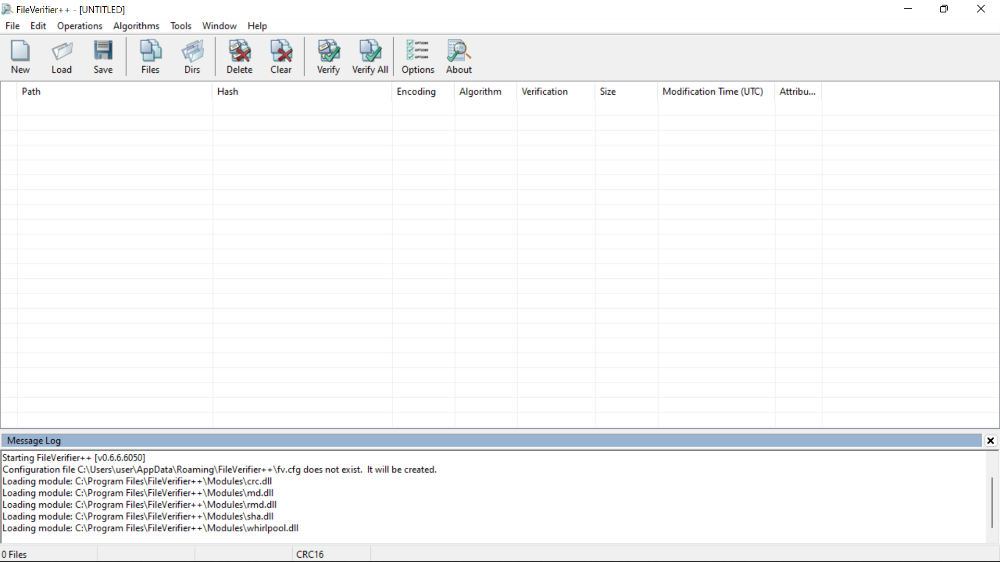 FileVerifier++ - [UNTITLED]
File Edit Operations Algorithms Tools Window Help
New Load Save Files Dirs Delete Clear Verify Verify All Options About
Path Hash Encoding Algorithm Verification Size Modification Time (UTC) Attribu...
Message Log
Starting FileVerifier++ [v0.6.6.6050]
Configuration file C:\Users\user\AppData\Roaming\FileVerifier++\fv.cfg does not exist.  It will be created.
Loading module: C:\Program Files\FileVerifier++\Modules\crc.dll
Loading module: C:\Program Files\FileVerifier++\Modules\md.dll
Loading module: C:\Program Files\FileVerifier++\Modules\rmd.dll
Loading module: C:\Program Files\FileVerifier++\Modules\sha.dll
Loading module: C:\Program Files\FileVerifier++\Modules\whirlpool.dll
0 Files CRC16